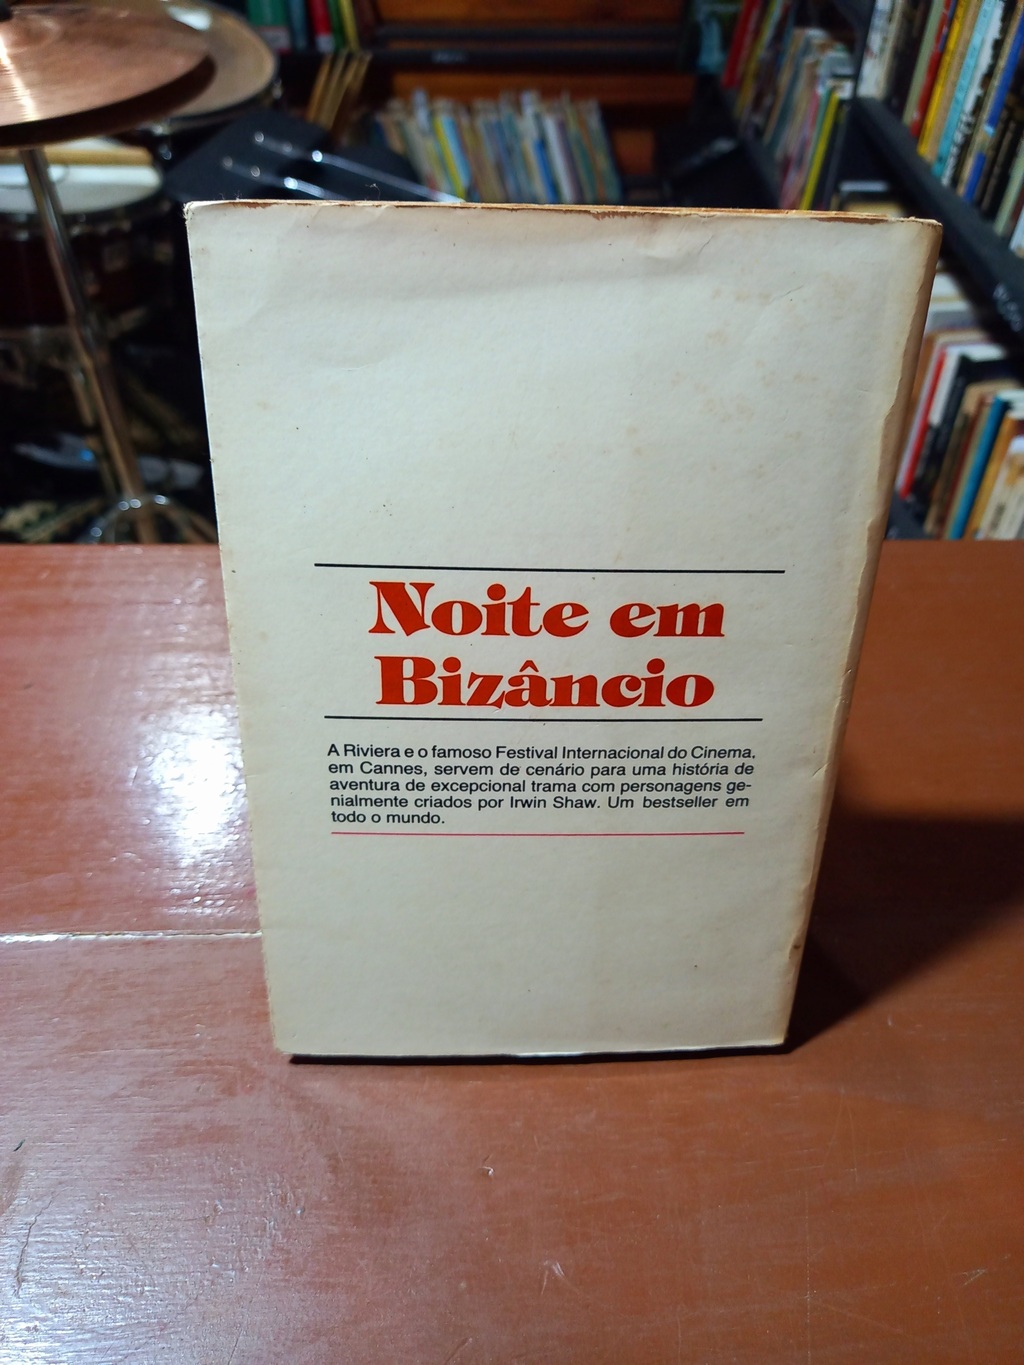 Noite em
Bizâncio
A Riviera e o famoso Festival Internacional do Cinema,
em Cannes, servem de cenário para uma história de
aventura de excepcional trama com personagens ge-
nialmente criados por Irwin Shaw. Um bestseller em
todo o mundo.